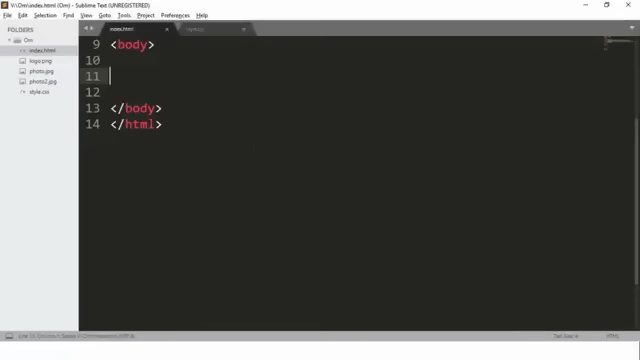 V:\Om\index.html (Om) - Sublime Text (UNREGISTERED)
File Edit Selection Find View Goto Tools Project Preferences Help
FOLDERS
Om
index.html
logo.png
photo.jpg
photo2.jpg
style.css
index.html
9 <body>
10
11
12
13 </body>
14 </html>
HTML